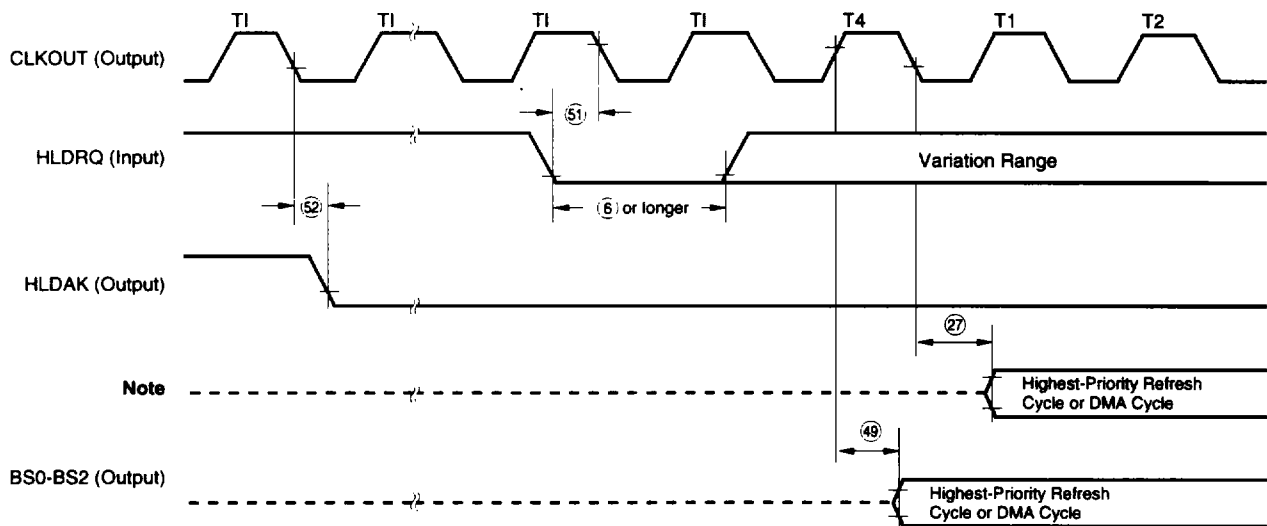 TI TI TI TI T4 T1 T2
CLKOUT (Output)
51
HLDRQ (Input)
Variation Range
52
6 or longer
HLDAK (Output)
27
Note
Highest-Priority Refresh
Cycle or DMA Cycle
49
BS0-BS2 (Output)
Highest-Priority Refresh
Cycle or DMA Cycle